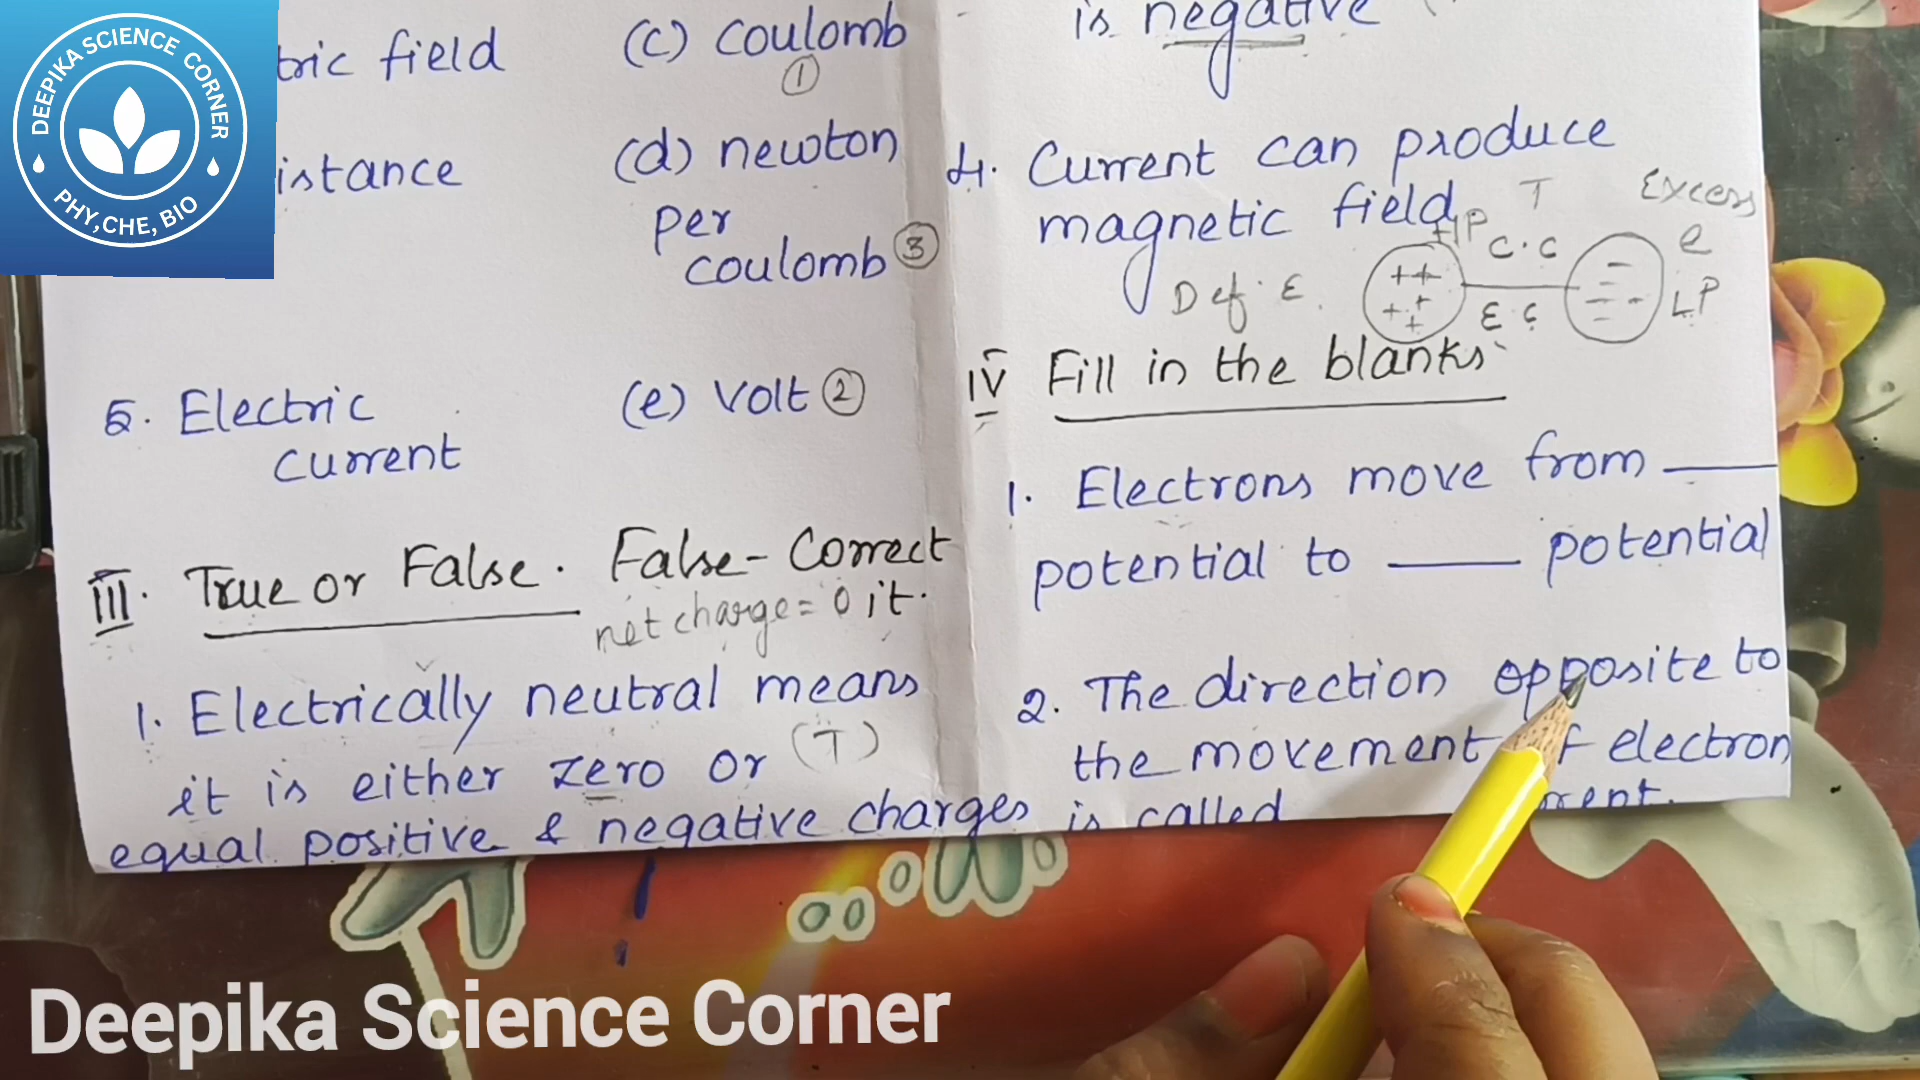 DEEPIKA SCIENCE CORNER
PHY,CHE, BIO
tric field
(c) coulomb
1
istance
(d) newton
per
coulomb 3
5. Electric
current
(e) volt 2
III. True or False. False- Correct
it.
net charge = 0
1. Electrically neutral means
it is either zero or (T)
equal positive & negative charges
is negative
4. Current can produce
magnetic field
T
Excess
e
HP
C.C
Def. E.
++
+++
E C
LP
IV Fill in the blanks
1. Electrons move from ____
potential to ____ potential
2. The direction opposite to
the movement of electron
is called
Deepika Science Corner